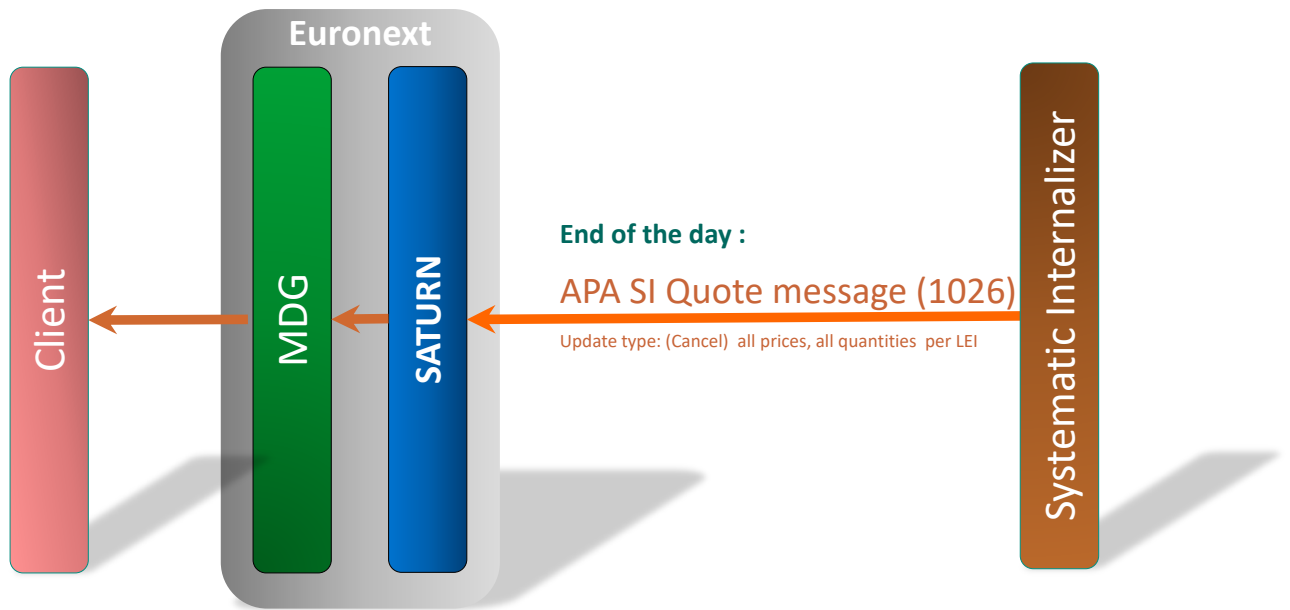 Euronext
Client
MDG
SATURN
End of the day :
APA SI Quote message (1026)
Update type: (Cancel)  all prices, all quantities  per LEI
Systematic Internalizer